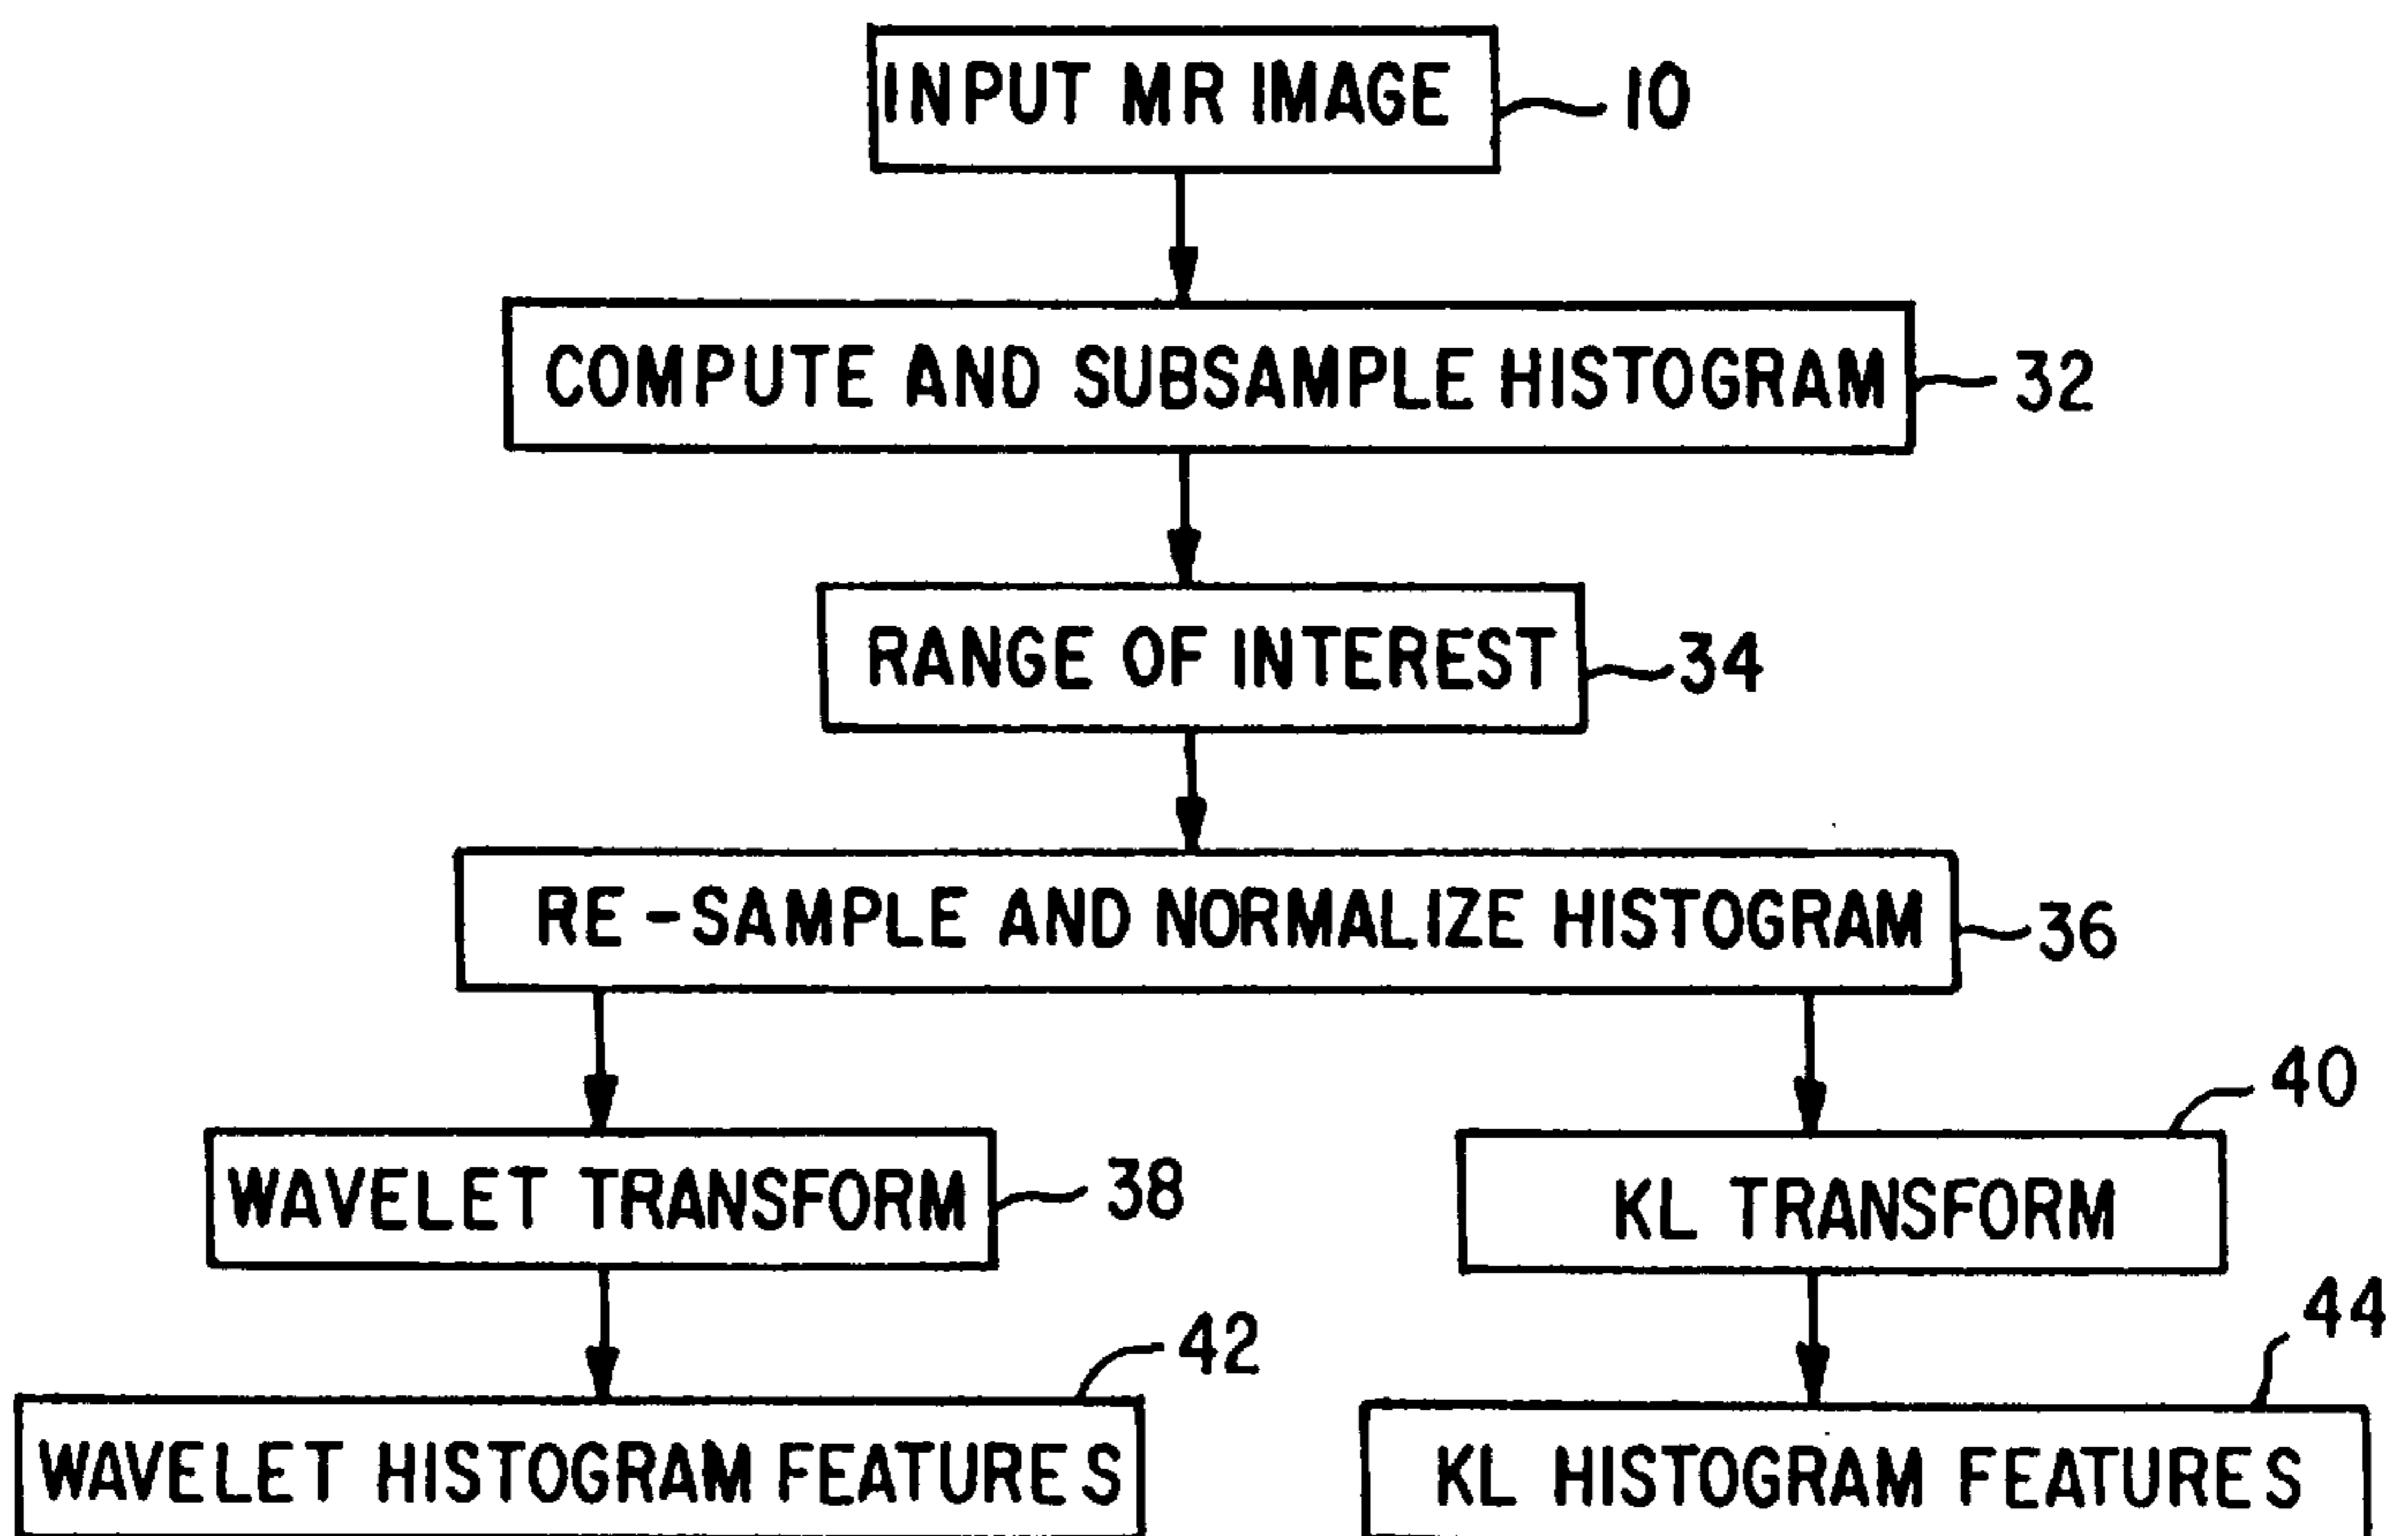 INPUT MR IMAGE 10
COMPUTE AND SUBSAMPLE HISTOGRAM 32
RANGE OF INTEREST 34
RE-SAMPLE AND NORMALIZE HISTOGRAM 36
40
WAVELET TRANSFORM 38
KL TRANSFORM
42
44
WAVELET HISTOGRAM FEATURES
KL HISTOGRAM FEATURES